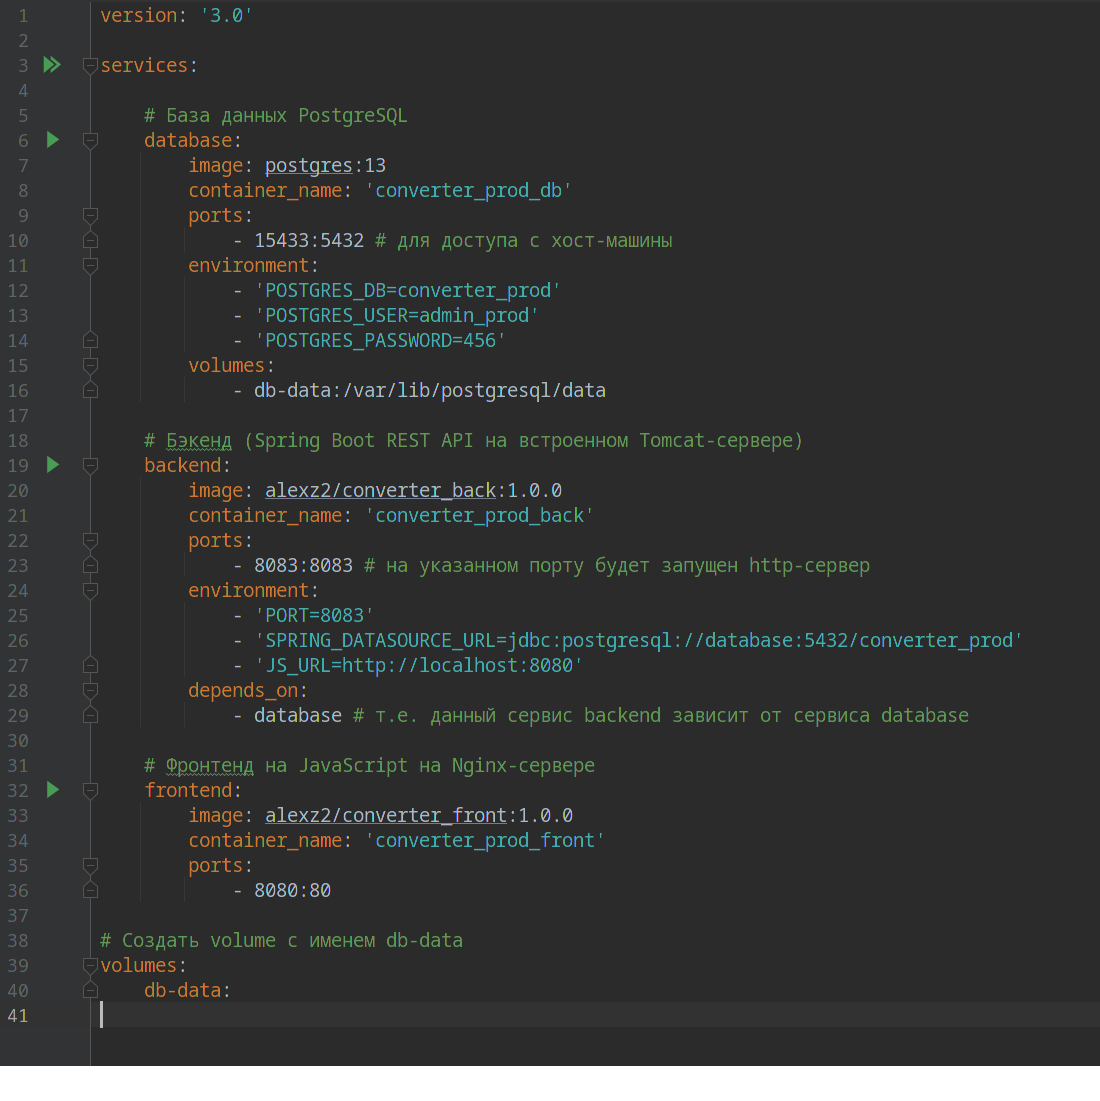 1 version: '3.0'
2
3 services:
4
5 # База данных PostgreSQL
6 database:
7 image: postgres:13
8 container_name: 'converter_prod_db'
9 ports:
10 - 15433:5432 # для доступа с хост-машины
11 environment:
12 - 'POSTGRES_DB=converter_prod'
13 - 'POSTGRES_USER=admin_prod'
14 - 'POSTGRES_PASSWORD=456'
15 volumes:
16 - db-data:/var/lib/postgresql/data
17
18 # Бэкенд (Spring Boot REST API на встроенном Tomcat-сервере)
19 backend:
20 image: alexz2/converter_back:1.0.0
21 container_name: 'converter_prod_back'
22 ports:
23 - 8083:8083 # на указанном порту будет запущен http-сервер
24 environment:
25 - 'PORT=8083'
26 - 'SPRING_DATASOURCE_URL=jdbc:postgresql://database:5432/converter_prod'
27 - 'JS_URL=http://localhost:8080'
28 depends_on:
29 - database # т.е. данный сервис backend зависит от сервиса database
30
31 # Фронтенд на JavaScript на Nginx-сервере
32 frontend:
33 image: alexz2/converter_front:1.0.0
34 container_name: 'converter_prod_front'
35 ports:
36 - 8080:80
37
38 # Создать volume с именем db-data
39 volumes:
40 db-data:
41